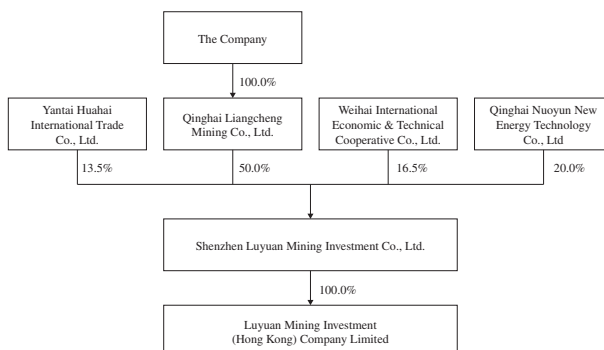 The Company
100.0%
Yantai Huahai
International Trade
Co., Ltd.
Qinghai Liangcheng
Mining Co., Ltd.
Weihai International
Economic & Technical
Cooperative Co., Ltd.
Qinghai Nuoyun New
Energy Technology
Co., Ltd
13.5%
50.0%
16.5%
20.0%
Shenzhen Luyuan Mining Investment Co., Ltd.
100.0%
Luyuan Mining Investment
(Hong Kong) Company Limited